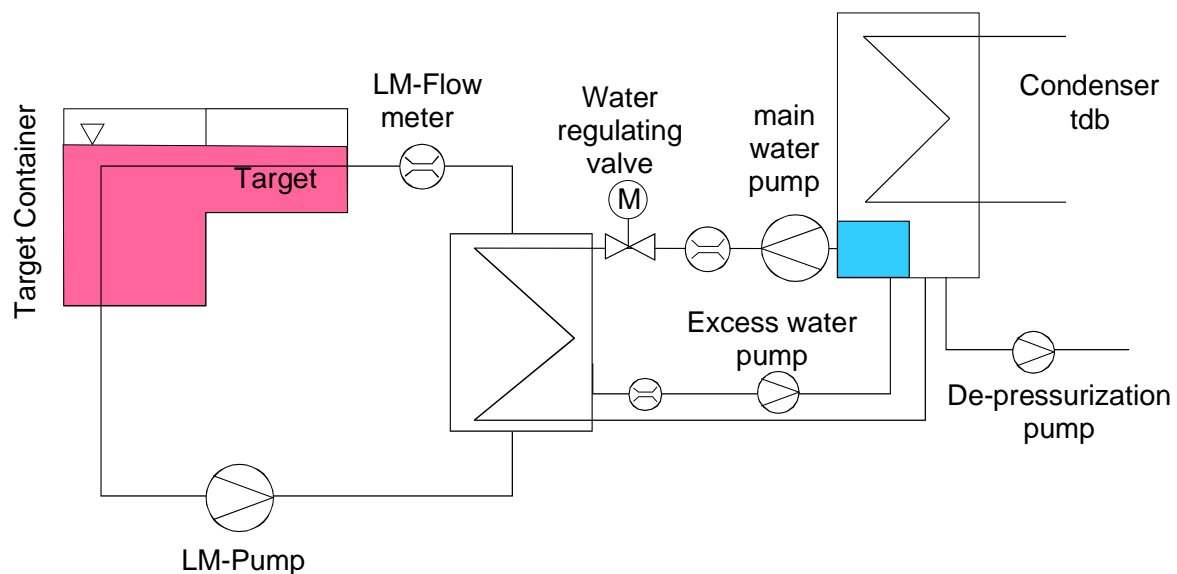 Target Container
Target
LM-Flow
meter
Water
regulating
valve
M
main
water
pump
Condenser
tdb
Excess water
pump
De-pressurization
pump
LM-Pump